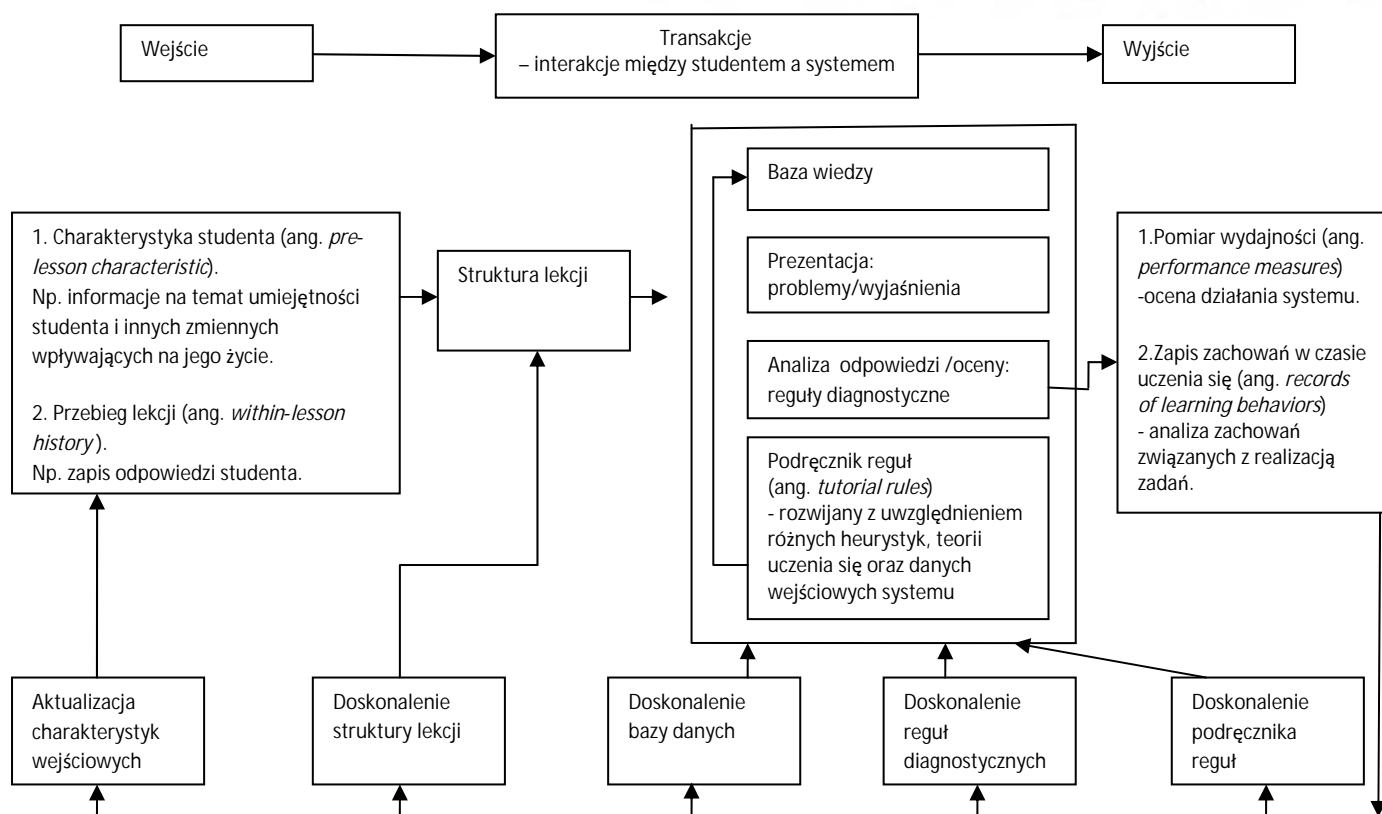 Wejście
Transakcje
– interakcje między studentem a systemem
Wyjście
1. Charakterystyka studenta (ang. pre-
lesson characteristic).
Np. informacje na temat umiejętności
studenta i innych zmiennych
wpływających na jego życie.
2. Przebieg lekcji (ang. within-lesson
history ).
Np. zapis odpowiedzi studenta.
Struktura lekcji
Baza wiedzy
Prezentacja:
problemy/wyjaśnienia
Analiza odpowiedzi /oceny:
reguły diagnostyczne
Podręcznik reguł
(ang. tutorial rules)
- rozwijany z uwzględnieniem
różnych heurystyk, teorii
uczenia się oraz danych
wejściowych systemu
1.Pomiar wydajności (ang.
performance measures)
-ocena działania systemu.
2.Zapis zachowań w czasie
uczenia się (ang. records
of learning behaviors)
- analiza zachowań
związanych z realizacją
zadań.
Aktualizacja
charakterystyk
wejściowych
Doskonalenie
struktury lekcji
Doskonalenie
bazy danych
Doskonalenie
reguł
diagnostycznych
Doskonalenie
podręcznika
reguł